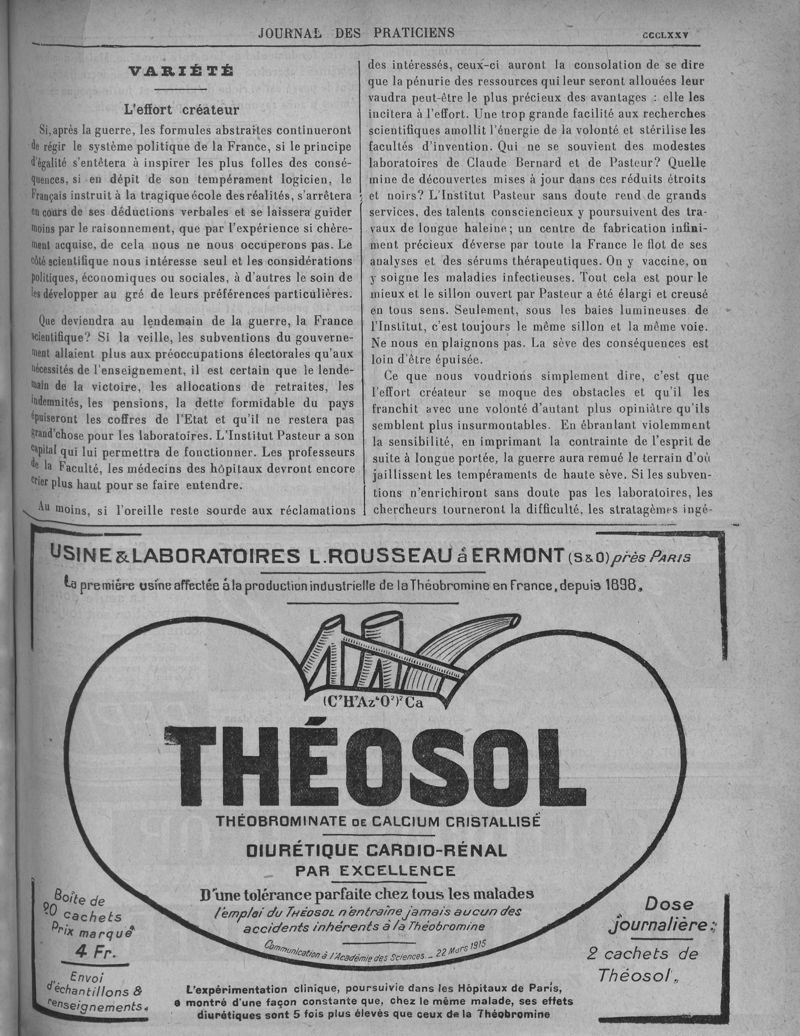 JOURNAL DES PRATICIENS
CCCLXXV
VARIÉTÉ
L'effort créateur
Si, après la guerre, les formules abstraites continueront
de régir le système politique de la France, si le principe
d'égalité s'entêtera à inspirer les plus folles des consé-
quences, si en dépit de son tempérament logicien, le
Français instruit à la tragique école des réalités, s'arrêtera
en cours de ses déductions verbales et se laissera guider
moins par le raisonnement, que par l'expérience si chère-
ment acquise, de cela nous ne nous occuperons pas. Le
côté scientifique nous intéresse seul et les considérations
politiques, économiques ou sociales, à d'autres le soin de
les développer au gré de leurs préférences particulières.
Que deviendra au lendemain de la guerre, la France
scientifique? Si la veille, les subventions du gouverne-
ment allaient plus aux préoccupations électorales qu'aux
nécessités de l'enseignement, il est certain que le lende-
main de la victoire, les allocations de retraites, les
indemnités, les pensions, la dette formidable du pays
épuiseront les coffres de l'Etat et qu'il ne restera pas
grand'chose pour les laboratoires. L'Institut Pasteur a son
capital qui lui permettra de fonctionner. Les professeurs
de la Faculté, les médecins des hôpitaux devront encore
crier plus haut pour se faire entendre.
Au moins, si l'oreille reste sourde aux réclamations
des intéressés, ceux-ci auront la consolation de se dire
que la pénurie des ressources qui leur seront allouées leur
vaudra peut-être le plus précieux des avantages : elle les
incitera à l'effort. Une trop grande facilité aux recherches
scientifiques amollit l'énergie de la volonté et stérilise les
facultés d'invention. Qui ne se souvient des modestes
laboratoires de Claude Bernard et de Pasteur? Quelle
mine de découvertes mises à jour dans ces réduits étroits
et noirs? L'Institut Pasteur sans doute rend de grands
services, des talents consciencieux y poursuivent des tra-
vaux de longue haleine; un centre de fabrication infini-
ment précieux déverse par toute la France le flot de ses
analyses et des sérums thérapeutiques. On y vaccine, on
y soigne les maladies infectieuses. Tout cela est pour le
mieux et le sillon ouvert par Pasteur a été élargi et creusé
en tous sens. Seulement, sous les baies lumineuses de
l'Institut, c'est toujours le même sillon et la même voie.
Ne nous en plaignons pas. La sève des conséquences est
loin d'être épuisée.
Ce que nous voudrions simplement dire, c'est que
l'effort créateur se moque des obstacles et qu'il les
franchit avec une volonté d'autant plus opiniâtre qu'ils
semblent plus insurmontables. En ébranlant violemment
la sensibilité, en imprimant la contrainte de l'esprit de
suite à longue portée, la guerre aura remué le terrain d'où
jaillissent les tempéraments de haute sève. Si les subven-
tions n'enrichiront sans doute pas les laboratoires, les
chercheurs tourneront la difficulté, les stratagèmes ingé-
USINE & LABORATOIRES L. ROUSSEAU à ERMONT (S & O) près PARIS
La première usine affectée à la production industrielle de la Théobromine en France, depuis 1898.
(C⁷H⁷Az⁴O²)² Ca
THÉOSOL
THÉOBROMINATE DE CALCIUM CRISTALLISÉ
DIURÉTIQUE CARDIO-RÉNAL
PAR EXCELLENCE
D'une tolérance parfaite chez tous les malades
l'emploi du THÉOSOL n'entraîne jamais aucun des
accidents inhérents à la Théobromine
Communication à l'Académie des Sciences - 22 Mars 1915
Boîte de
20 cachets
Prix marqué
4 Fr.
Envoi
d'échantillons &
renseignements.
L'expérimentation clinique, poursuivie dans les Hôpitaux de Paris,
a montré d'une façon constante que, chez le même malade, ses effets
diurétiques sont 5 fois plus élevés que ceux de la Théobromine
Dose
journalière:
2 cachets de
Théosol.